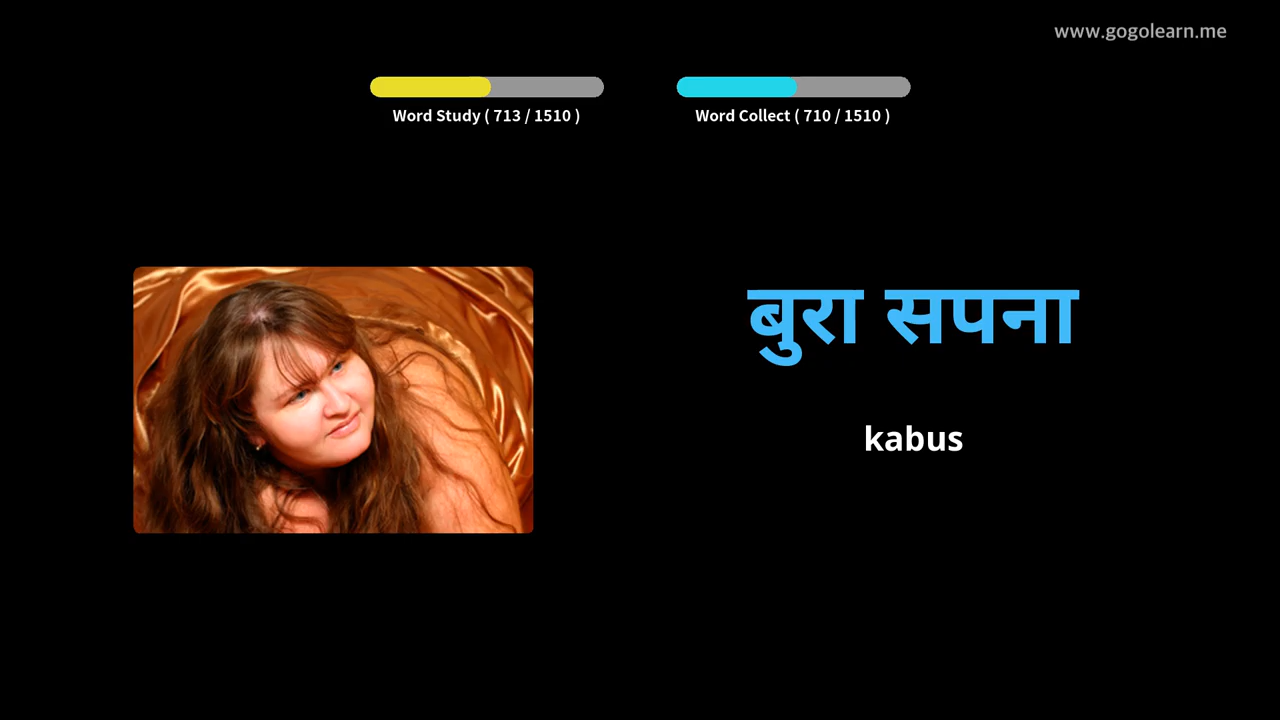 www.gogolearn.me
Word Study ( 713 / 1510 )
Word Collect ( 710 / 1510 )
बुरा सपना
kabus